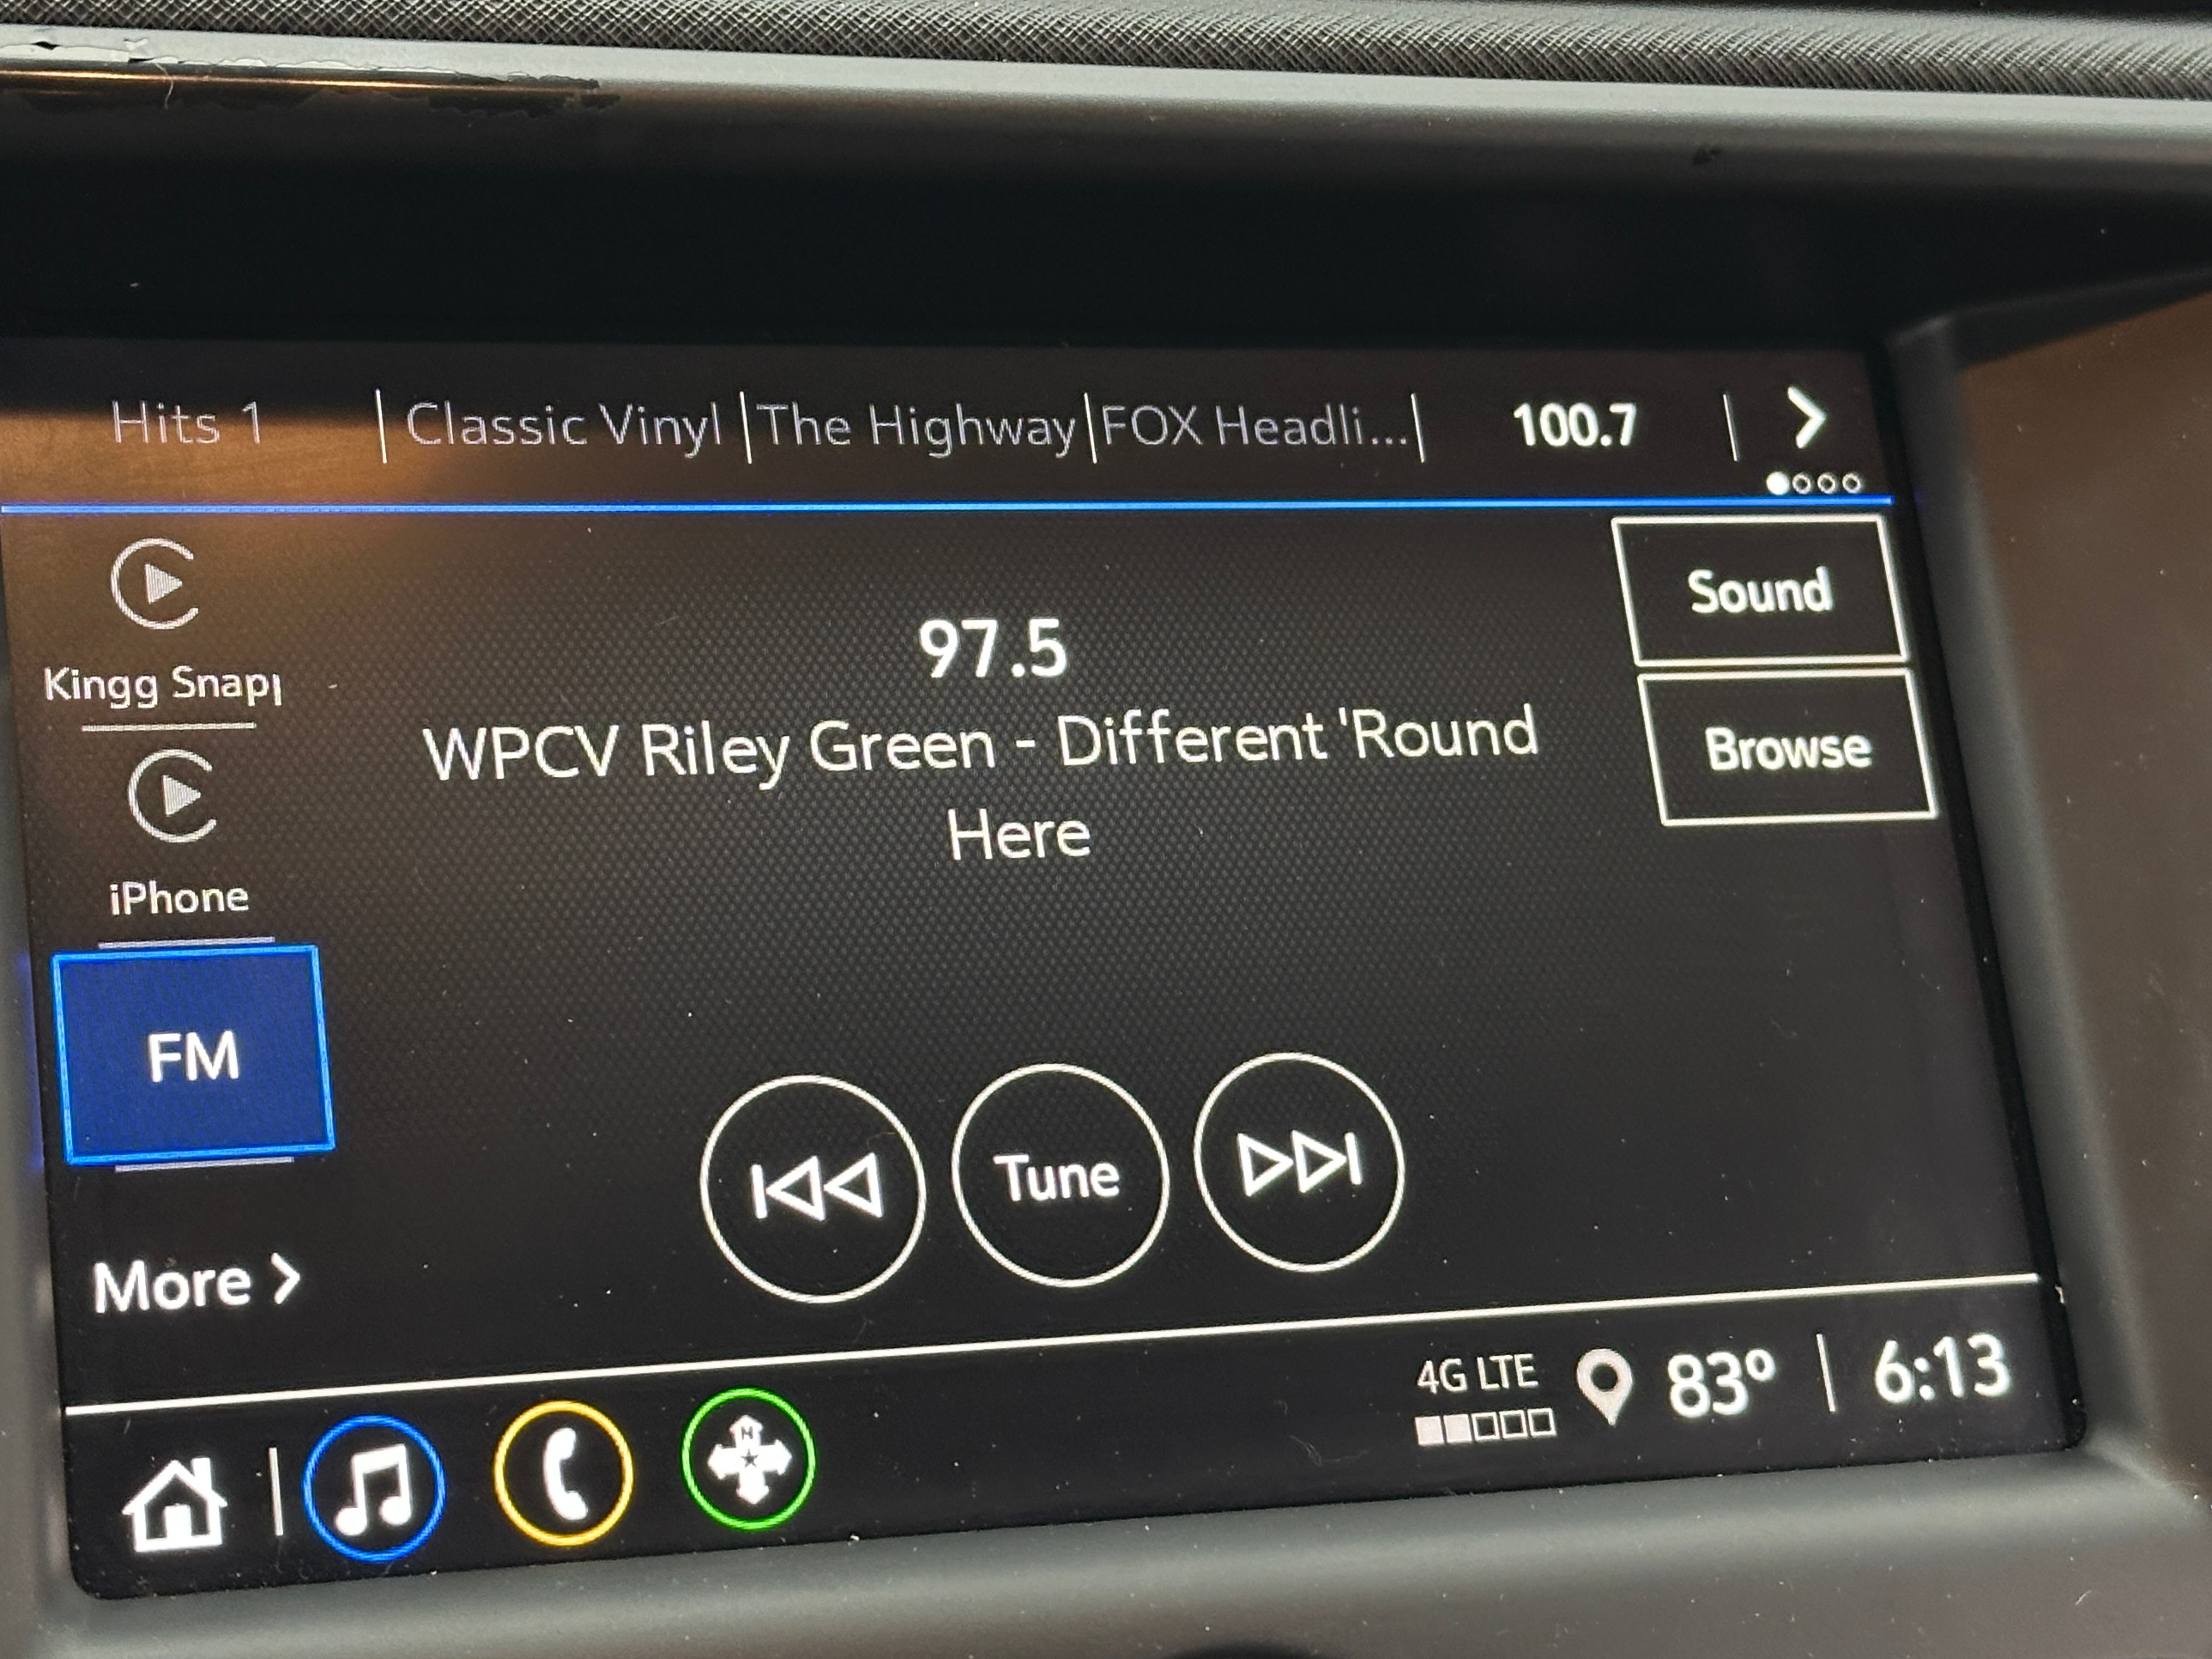 Hits 1 | Classic Vinyl | The Highway | FOX Headli... | 100.7
Kingg Snap
97.5
WPCV Riley Green - Different 'Round
Here
Sound
Browse
iPhone
FM
Tune
More
4G LTE
83° | 6:13
N